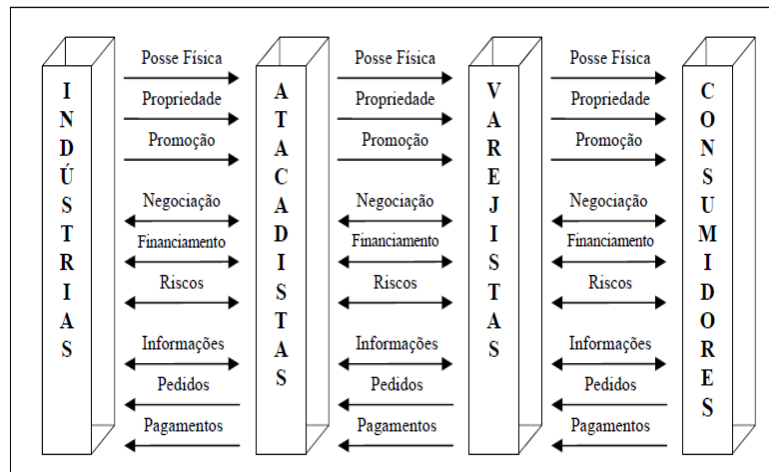 INDÚSTRIAS
Posse Física
Propriedade
Promoção
Negociação
Financiamento
Riscos
Informações
Pedidos
Pagamentos
ATACADISTAS
Posse Física
Propriedade
Promoção
Negociação
Financiamento
Riscos
Informações
Pedidos
Pagamentos
VAREJISTAS
Posse Física
Propriedade
Promoção
Negociação
Financiamento
Riscos
Informações
Pedidos
Pagamentos
CONSUMIDORES